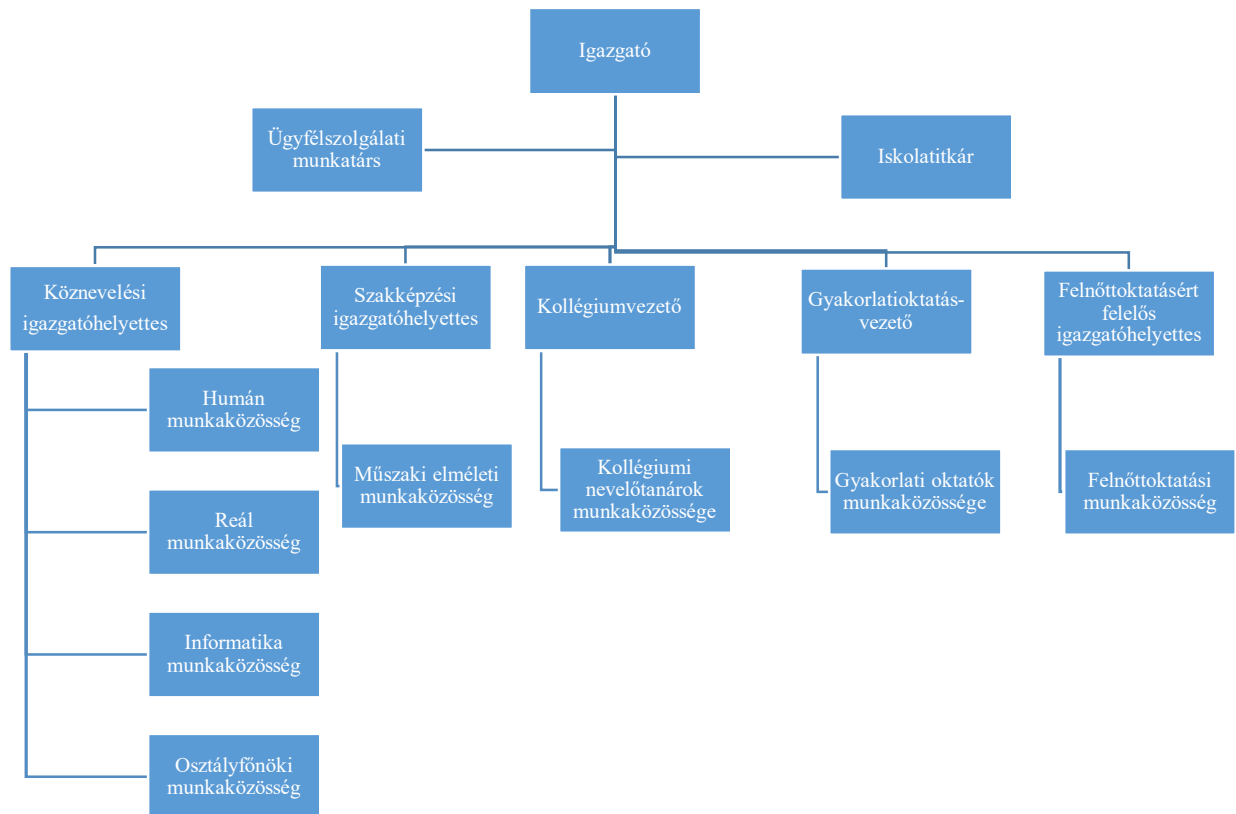 Igazgató
Ügyfélszolgálati
munkatárs
Iskolatitkár
Köznevelési
igazgatóhelyettes
Szakképzési
igazgatóhelyettes
Kollégiumvezető
Gyakorlatioktatás-
vezető
Felnőttoktatásért
felelős
igazgatóhelyettes
Humán
munkaközösség
Műszaki elméleti
munkaközösség
Kollégiumi
nevelőtanárok
munkaközössége
Gyakorlati oktatók
munkaközössége
Felnőttoktatási
munkaközösség
Reál
munkaközösség
Informatika
munkaközösség
Osztályfőnöki
munkaközösség